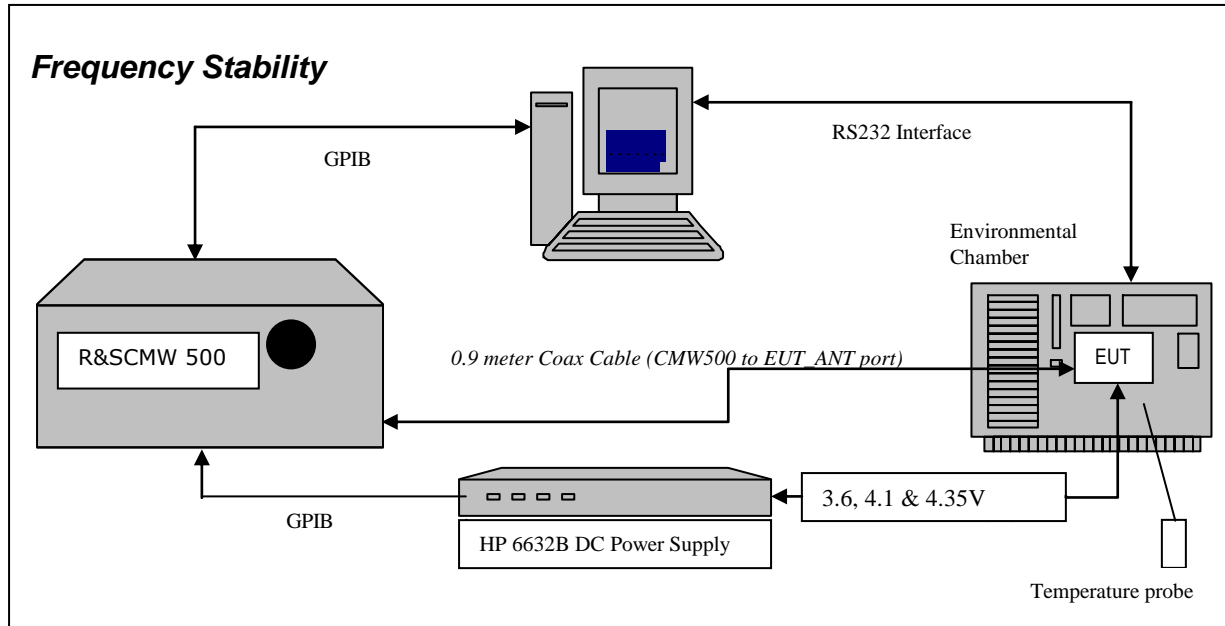 Frequency Stability
GPIB
RS232 Interface
Environmental
Chamber
R&SCMW 500
0.9 meter Coax Cable (CMW500 to EUT_ANT port)
EUT
3.6, 4.1 & 4.35V
GPIB
HP 6632B DC Power Supply
Temperature probe